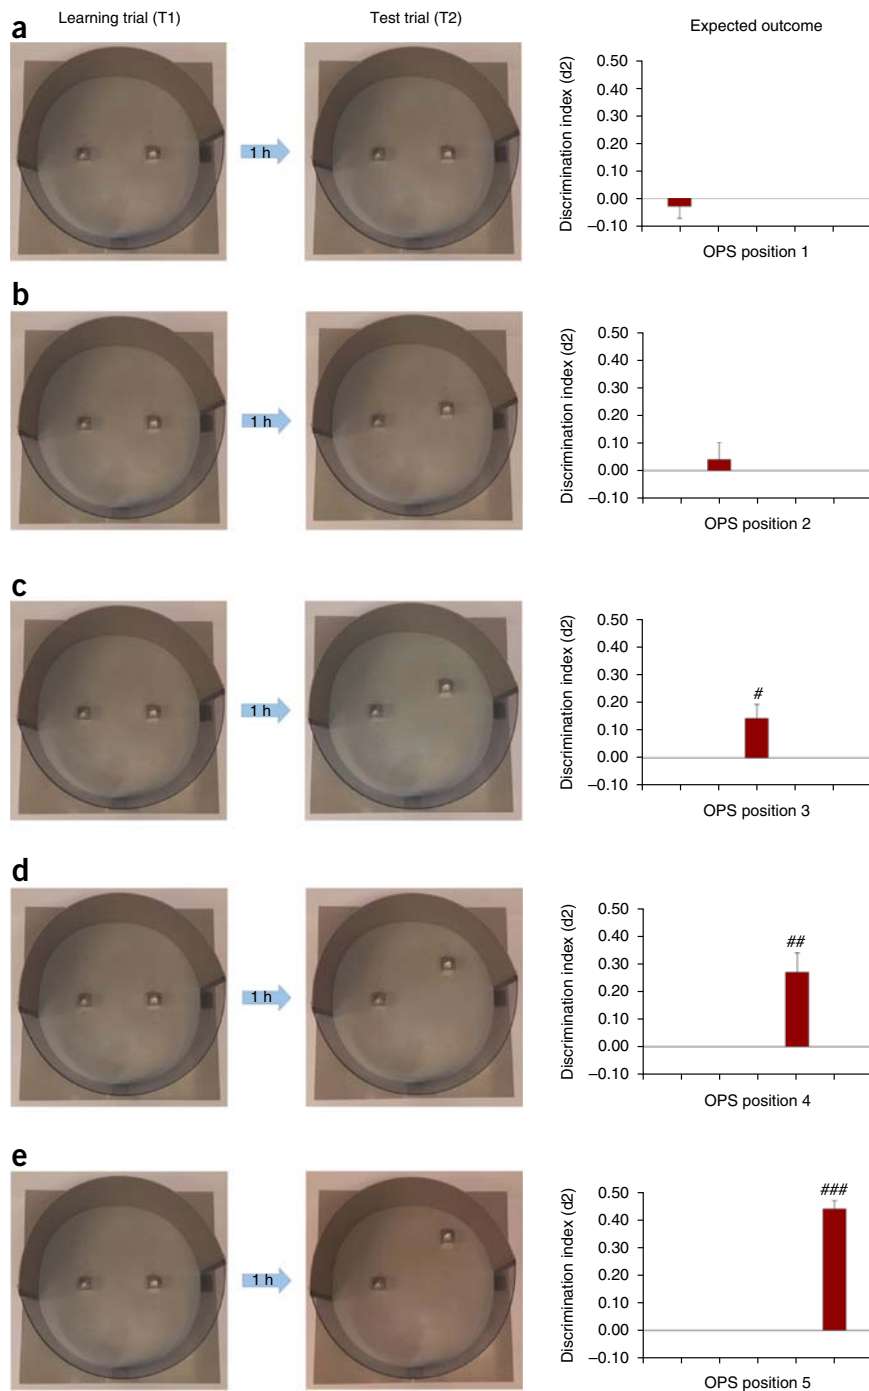 a
Learning trial (T1)
Test trial (T2)
Expected outcome
1 h
Discrimination index (d2)
0.50
0.40
0.30
0.20
0.10
0.00
–0.10
OPS position 1
b
1 h
Discrimination index (d2)
0.50
0.40
0.30
0.20
0.10
0.00
–0.10
OPS position 2
c
1 h
Discrimination index (d2)
0.50
0.40
0.30
0.20
0.10
0.00
–0.10
#
OPS position 3
d
1 h
Discrimination index (d2)
0.50
0.40
0.30
0.20
0.10
0.00
–0.10
##
OPS position 4
e
1 h
Discrimination index (d2)
0.50
0.40
0.30
0.20
0.10
0.00
–0.10
###
OPS position 5